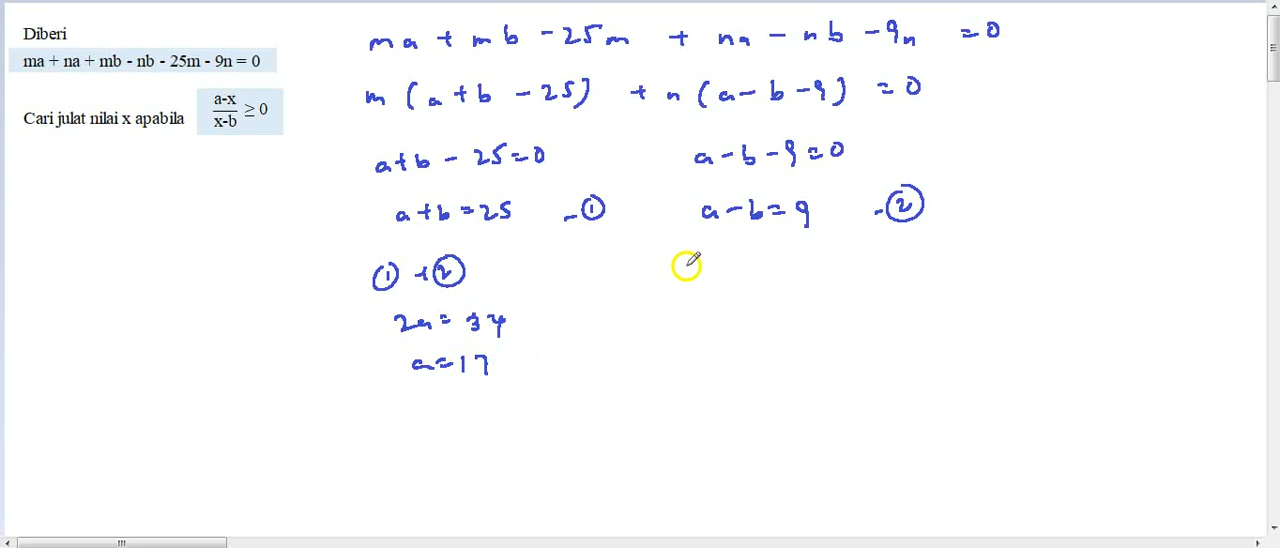 Diberi
ma + na + mb - nb - 25m - 9n = 0
Cari julat nilai x apabila a-x / x-b ≥ 0
ma + mb - 25m + na - nb - 9n = 0
m (a+b - 25) + n (a - b - 9) = 0
a+b - 25 = 0 a - b - 9 = 0
a+b = 25 - ① a - b = 9 - ②
① + ②
2a = 34
a = 17